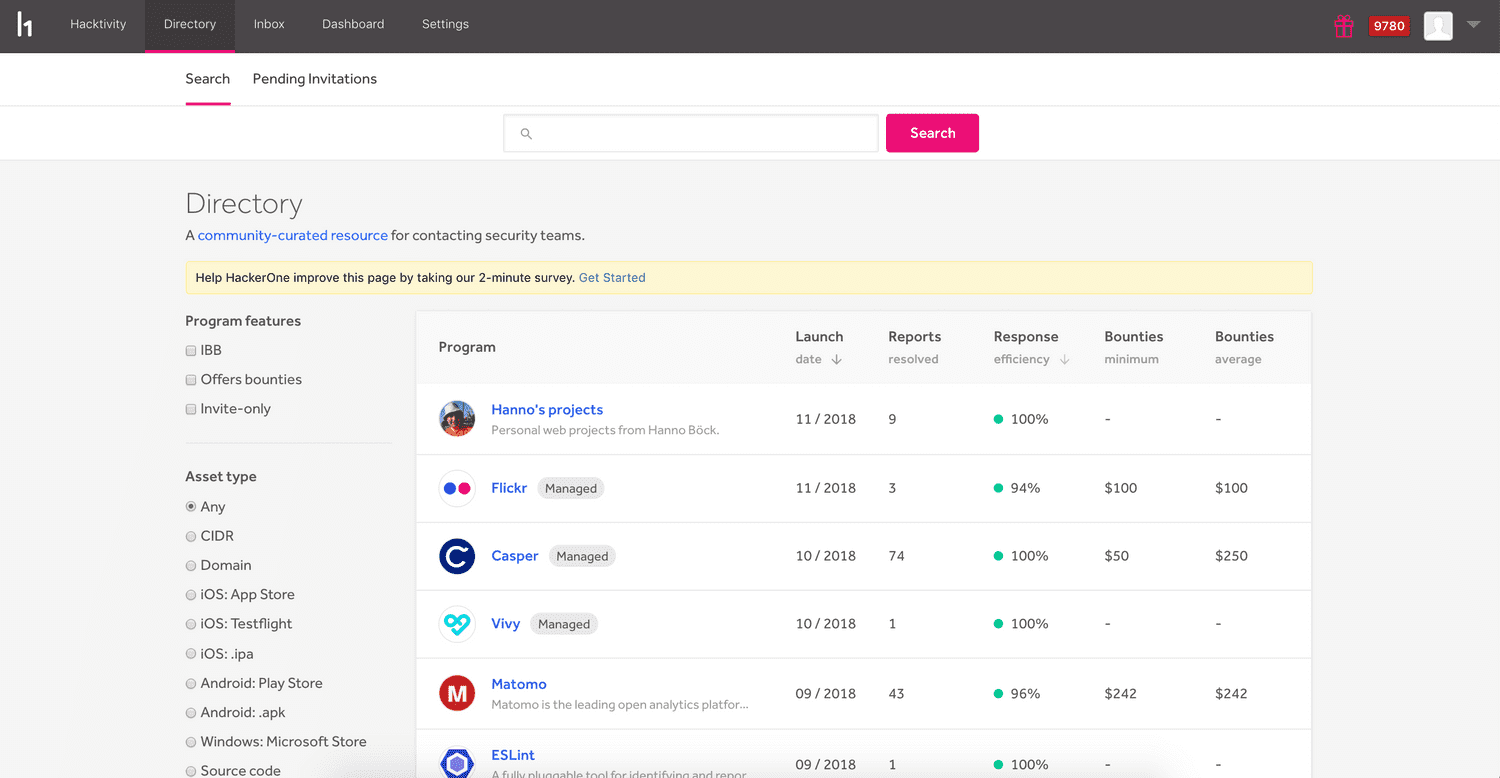 h1 Hacktivity Directory Inbox Dashboard Settings 9780
Search Pending Invitations
Search
Directory
A community-curated resource for contacting security teams.
Help HackerOne improve this page by taking our 2-minute survey. Get Started
Program features
IBB
Offers bounties
Invite-only
Asset type
Any
CIDR
Domain
iOS: App Store
iOS: Testflight
iOS: .ipa
Android: Play Store
Android: .apk
Windows: Microsoft Store
Source code
Program Launch date Reports resolved Response efficiency Bounties minimum Bounties average
Hanno's projects 11 / 2018 9 100% - -
Personal web projects from Hanno Böck.
Flickr Managed 11 / 2018 3 94% $100 $100
Casper Managed 10 / 2018 74 100% $50 $250
Vivy Managed 10 / 2018 1 100% - -
Matomo 09 / 2018 43 96% $242 $242
Matomo is the leading open analytics platfor...
ESLint 09 / 2018 1 100% - -
A fully pluggable tool for identifying and repor